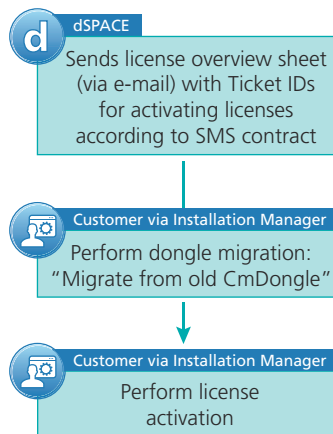 d
dSPACE
Sends license overview sheet
(via e-mail) with Ticket IDs
for activating licenses
according to SMS contract
Customer via Installation Manager
Perform dongle migration:
“Migrate from old CmDongle”
Customer via Installation Manager
Perform license
activation